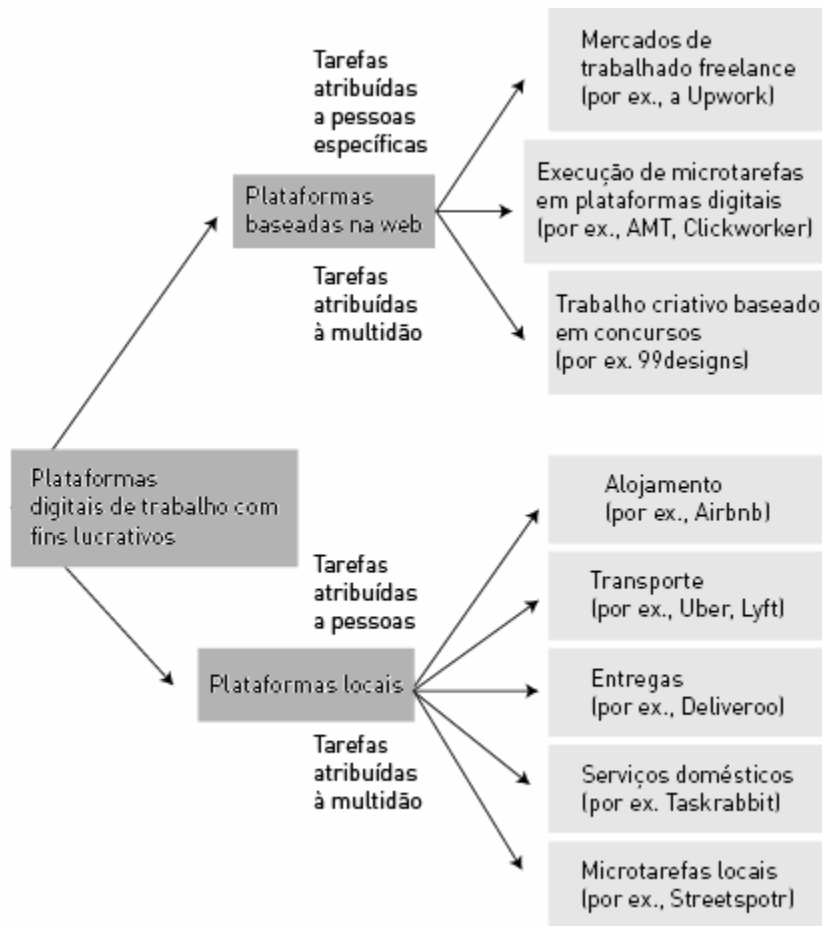 Tarefas
atribuídas
a pessoas
específicas
Mercados de
trabalhado freelance
(por ex., a Upwork)
Plataformas
baseadas na web
Execução de microtarefas
em plataformas digitais
(por ex., AMT, Clickworker)
Tarefas
atribuídas
à multidão
Trabalho criativo baseado
em concursos
(por ex. 99designs)
Plataformas
digitais de trabalho com
fins lucrativos
Tarefas
atribuídas
a pessoas
Alojamento
(por ex., Airbnb)
Transporte
(por ex., Uber, Lyft)
Plataformas locais
Entregas
(por ex., Deliveroo)
Tarefas
atribuídas
à multidão
Serviços domésticos
(por ex. Taskrabbit)
Microtarefas locais
(por ex., Streetspotr)